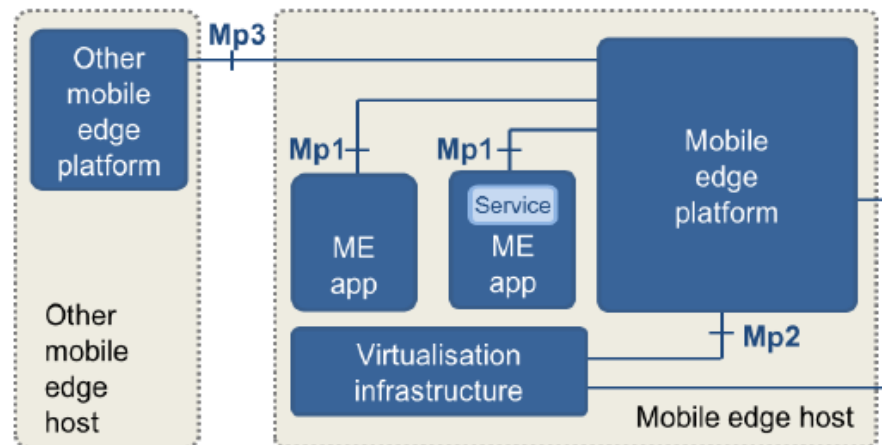 Other
mobile
edge
platform
Mp3
Mobile
edge
platform
Mp1
Mp1
ME
app
Service
ME
app
Mp2
Virtualisation
infrastructure
Other
mobile
edge
host
Mobile edge host